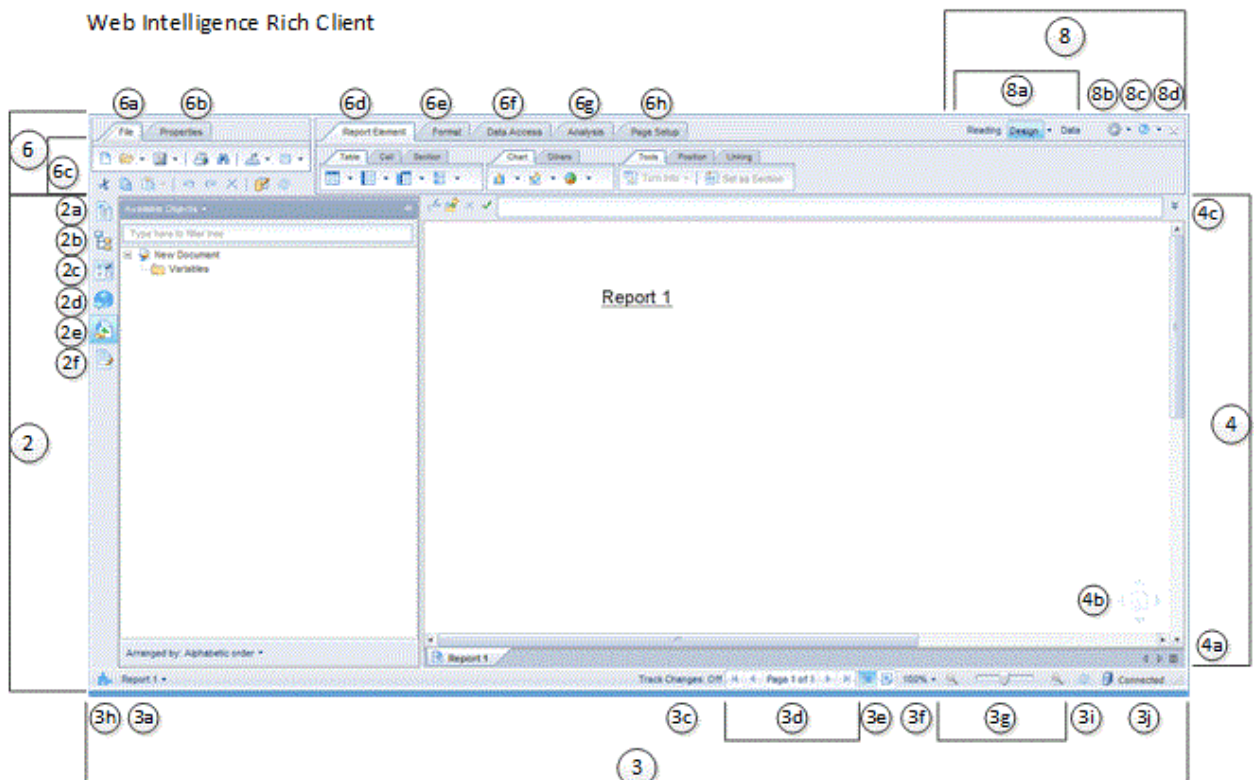 Web Intelligence Rich Client
8
8a
6a 6b 6d 6e 6f 6g 6h 8b 8c 8d
File Properties Report Element Format Data Access Analysis Page Setup Reading Design Data
6
Table Cell Section Chart Others Tools Position Linking
6c
Turn Into Set as Section
2a Available Objects 4c
Type here to filter tree
2b
New Document
2c Variables
2d Report 1
2e
2f
2 4
4b
Arranged by: Alphabetic order
Report 1 4a
Report 1 Track Changes: Off Page 1 of 1 100% Connected
3h 3a 3c 3d 3e 3f 3g 3i 3j
3